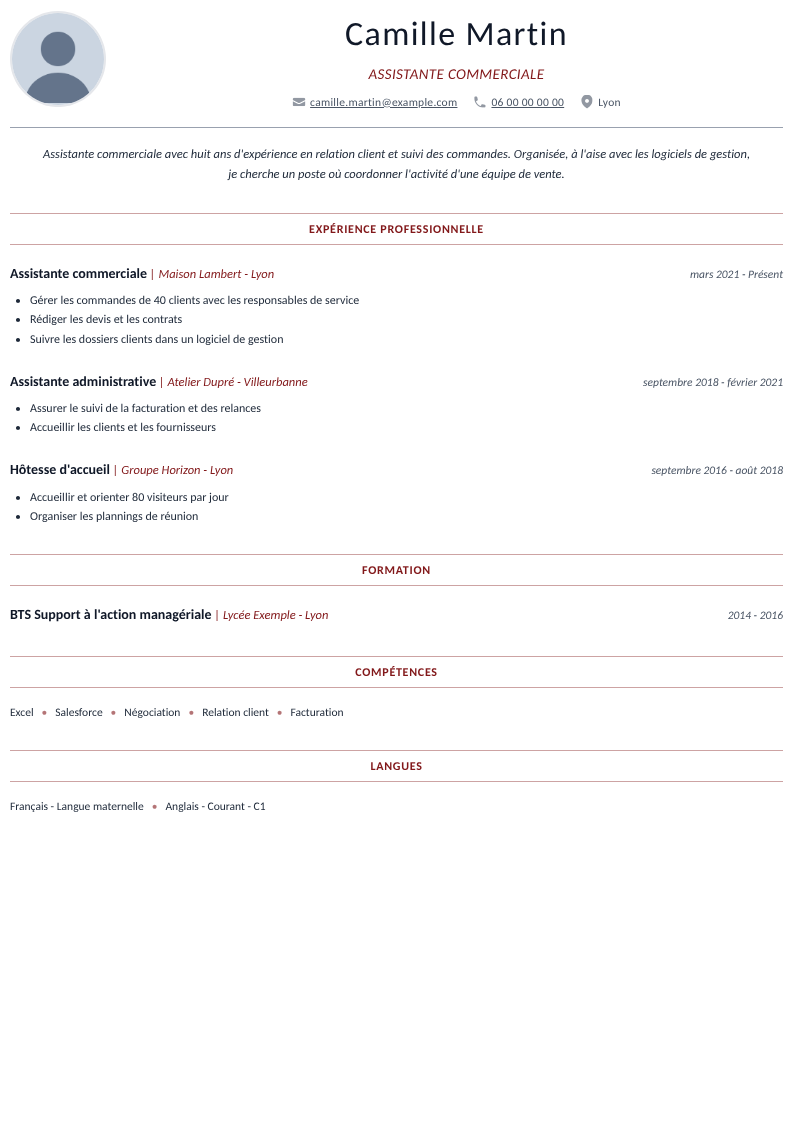 Camille Martin
ASSISTANTE COMMERCIALE
camille.martin@example.com 06 00 00 00 00 Lyon
Assistante commerciale avec huit ans d'expérience en relation client et suivi des commandes. Organisée, à l'aise avec les logiciels de gestion,
je cherche un poste où coordonner l'activité d'une équipe de vente.
EXPÉRIENCE PROFESSIONNELLE
Assistante commerciale | Maison Lambert - Lyon mars 2021 - Présent
• Gérer les commandes de 40 clients avec les responsables de service
• Rédiger les devis et les contrats
• Suivre les dossiers clients dans un logiciel de gestion
Assistante administrative | Atelier Dupré - Villeurbanne septembre 2018 - février 2021
• Assurer le suivi de la facturation et des relances
• Accueillir les clients et les fournisseurs
Hôtesse d'accueil | Groupe Horizon - Lyon septembre 2016 - août 2018
• Accueillir et orienter 80 visiteurs par jour
• Organiser les plannings de réunion
FORMATION
BTS Support à l'action managériale | Lycée Exemple - Lyon 2014 - 2016
COMPÉTENCES
Excel • Salesforce • Négociation • Relation client • Facturation
LANGUES
Français - Langue maternelle • Anglais - Courant - C1